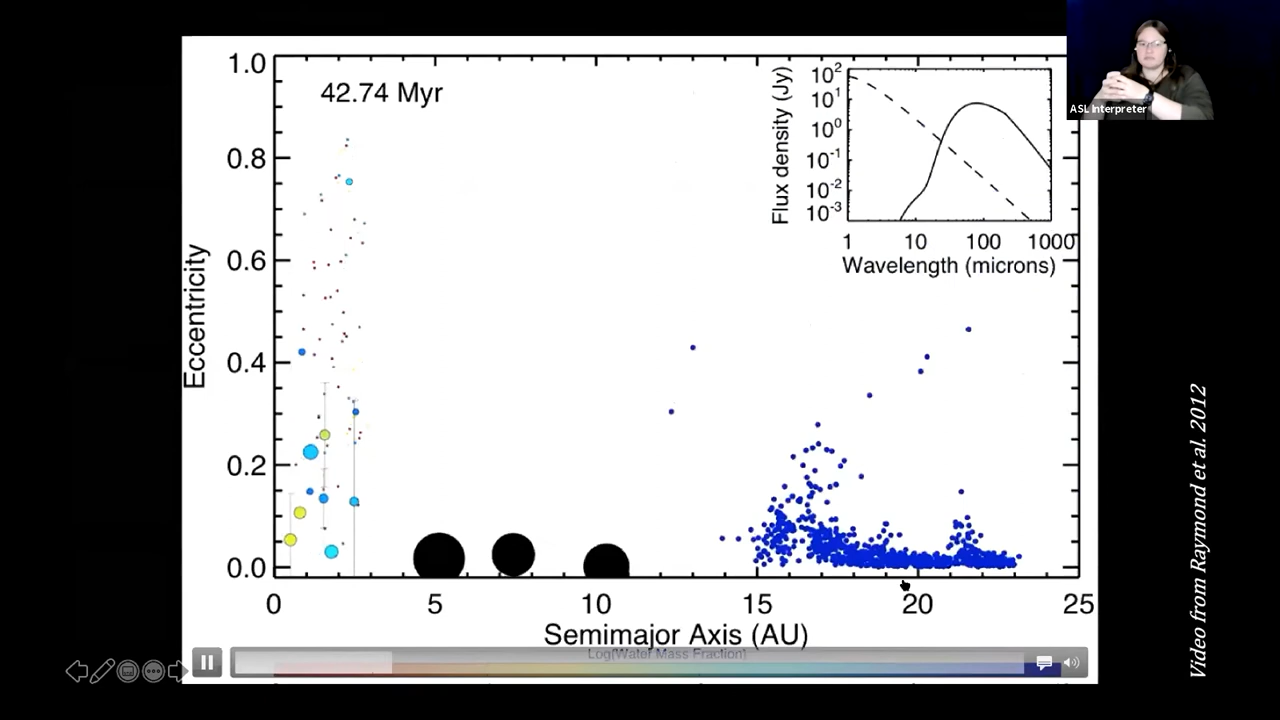 42.74 Myr
1.0
0.8
0.6
0.4
0.2
0.0
Eccentricity
0
5
10
15
20
25
Semimajor Axis (AU)
Log(Water Mass Fraction)
Flux density (Jy)
10²
10¹
10⁰
10⁻¹
10⁻²
10⁻³
1
10
100
1000
Wavelength (microns)
ASL Interpreter
Video from Raymond et al. 2012